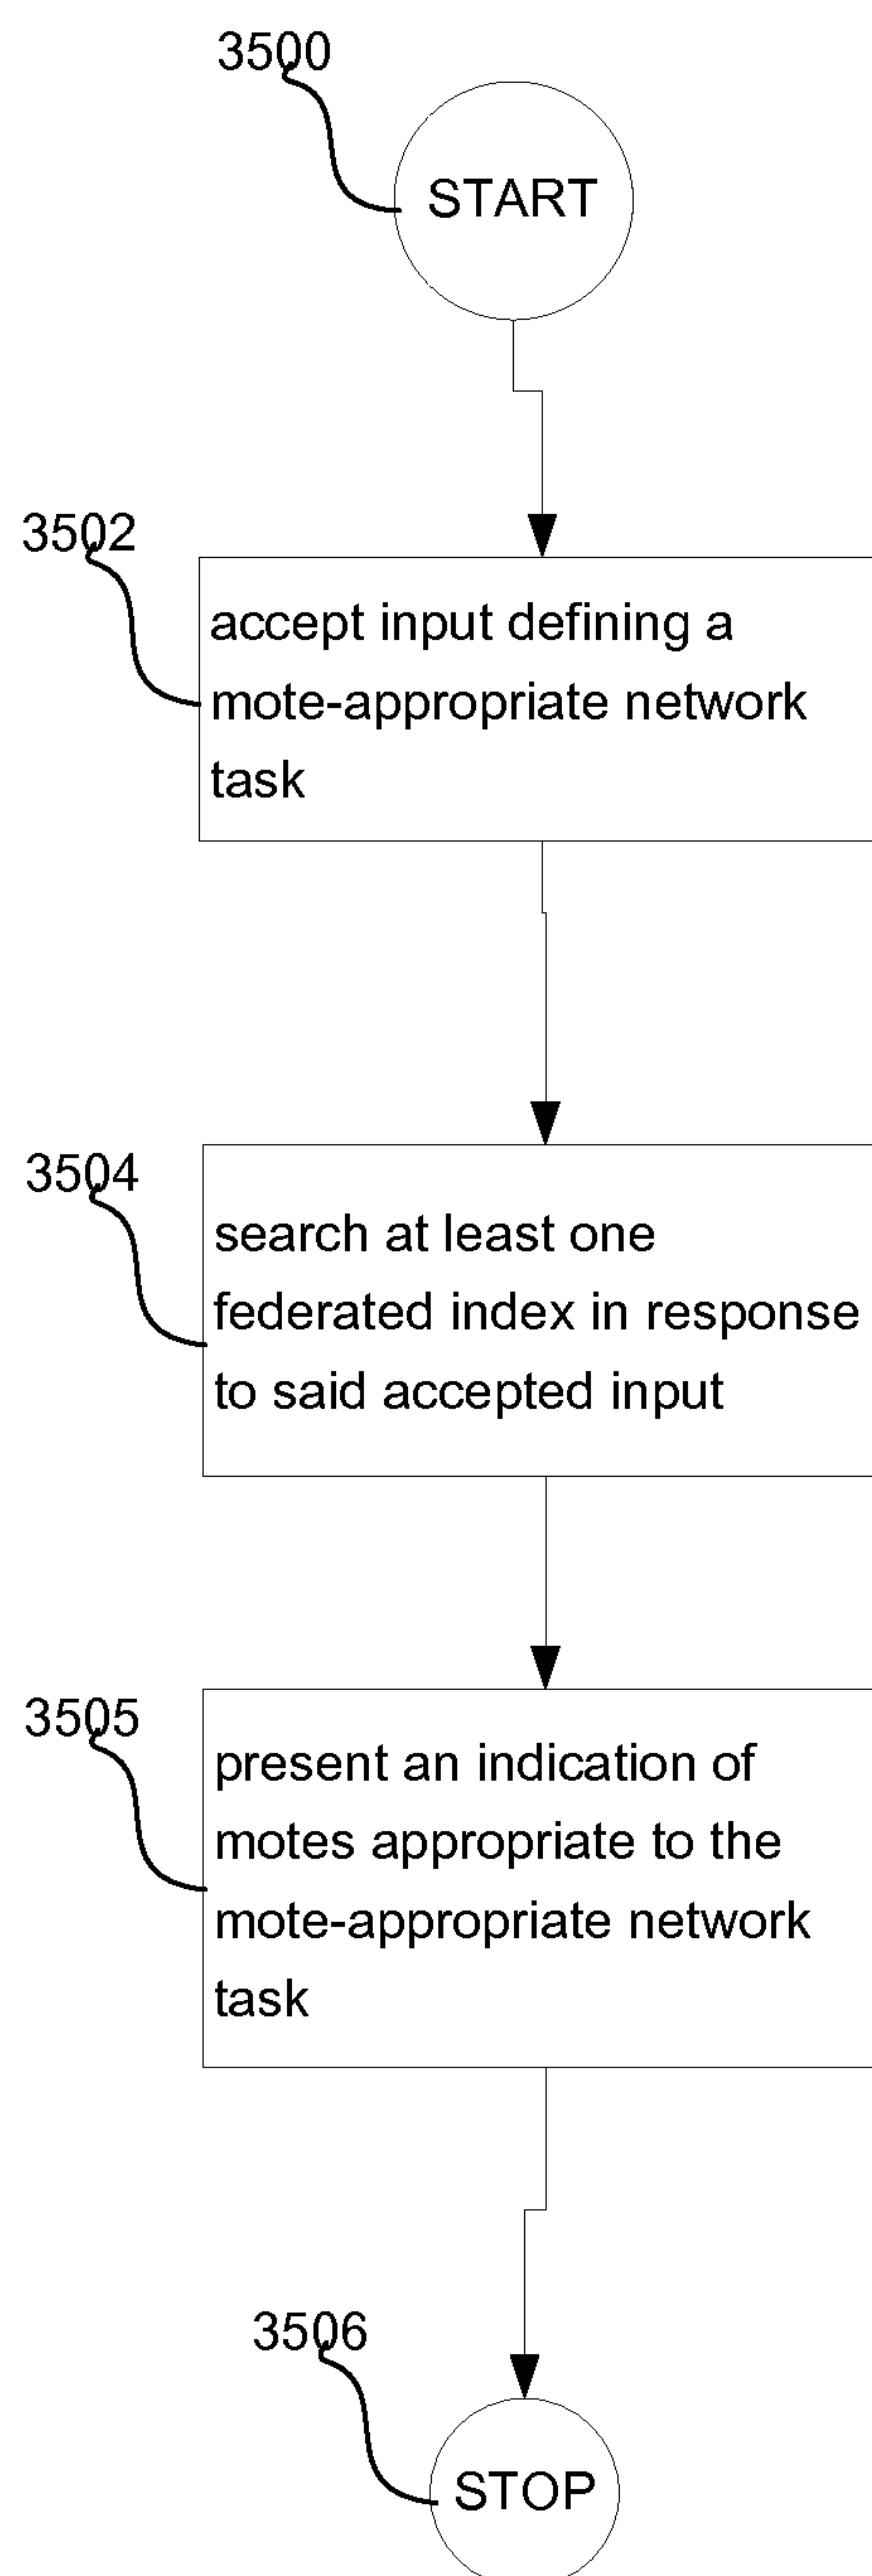 3500
START
3502
accept input defining a
mote-appropriate network
task
3504
search at least one
federated index in response
to said accepted input
3505
present an indication of
motes appropriate to the
mote-appropriate network
task
3506
STOP